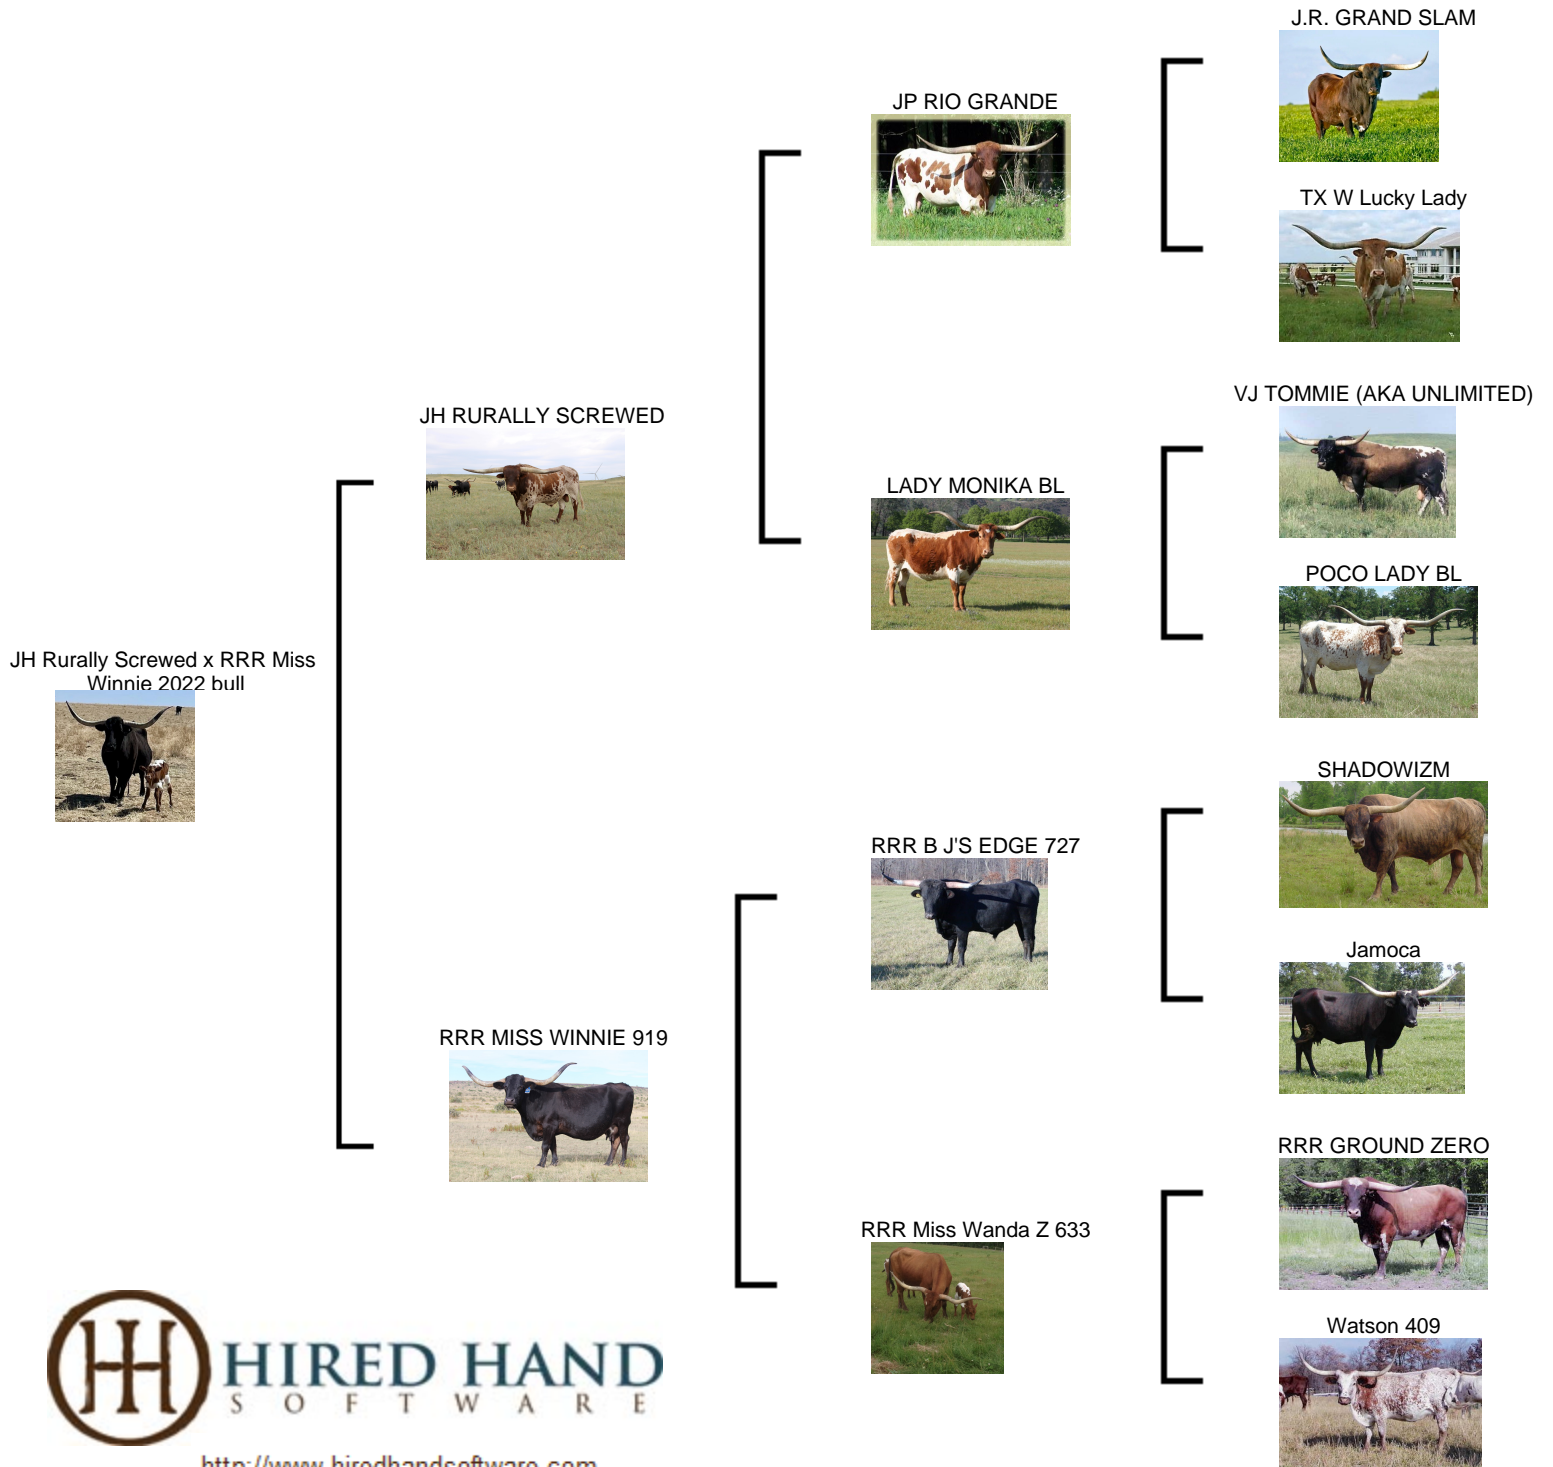 J.R. GRAND SLAM
JP RIO GRANDE
TX W Lucky Lady
VJ TOMMIE (AKA UNLIMITED)
JH RURALLY SCREWED
LADY MONIKA BL
POCO LADY BL
JH Rurally Screwed x RRR Miss
Winnie 2022 bull
SHADOWIZM
RRR B J'S EDGE 727
Jamoca
RRR MISS WINNIE 919
RRR GROUND ZERO
RRR Miss Wanda Z 633
Watson 409
HIRED HAND
SOFTWARE
http://www.hiredhandsoftware.com